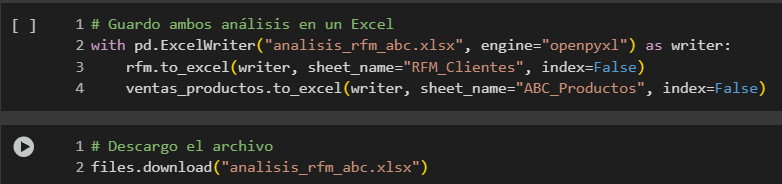 [ ] 1 # Guardo ambos análisis en un Excel
2 with pd.ExcelWriter("analisis_rfm_abc.xlsx", engine="openpyxl") as writer:
3     rfm.to_excel(writer, sheet_name="RFM_Clientes", index=False)
4     ventas_productos.to_excel(writer, sheet_name="ABC_Productos", index=False)
1 # Descargo el archivo
2 files.download("analisis_rfm_abc.xlsx")